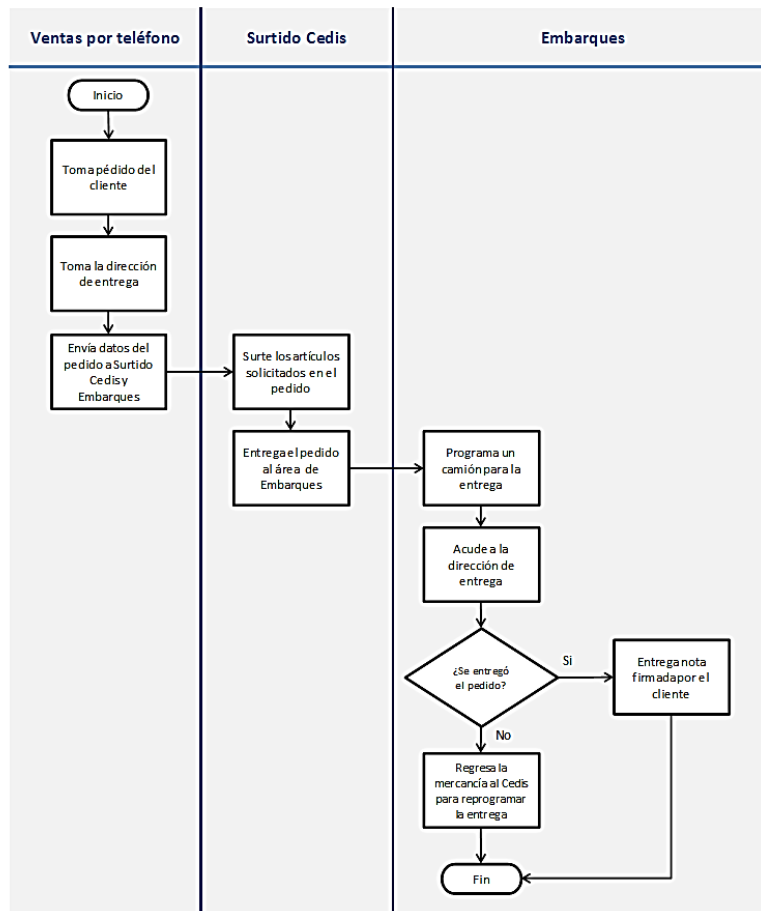 Ventas por teléfono
Surtido Cedis
Embarques
Inicio
Toma pédido del
cliente
Toma la dirección
de entrega
Envía datos del
pedido a Surtido
Cedis y
Embarques
Surte los artículos
solicitados en el
pedido
Entrega el pedido
al área de
Embarques
Programa un
camión para la
entrega
Acude a la
dirección de
entrega
¿Se entregó
el pedido?
Si
Entrega nota
firmada por el
cliente
No
Regresa la
mercancía al Cedis
para reprogramar
la entrega
Fin